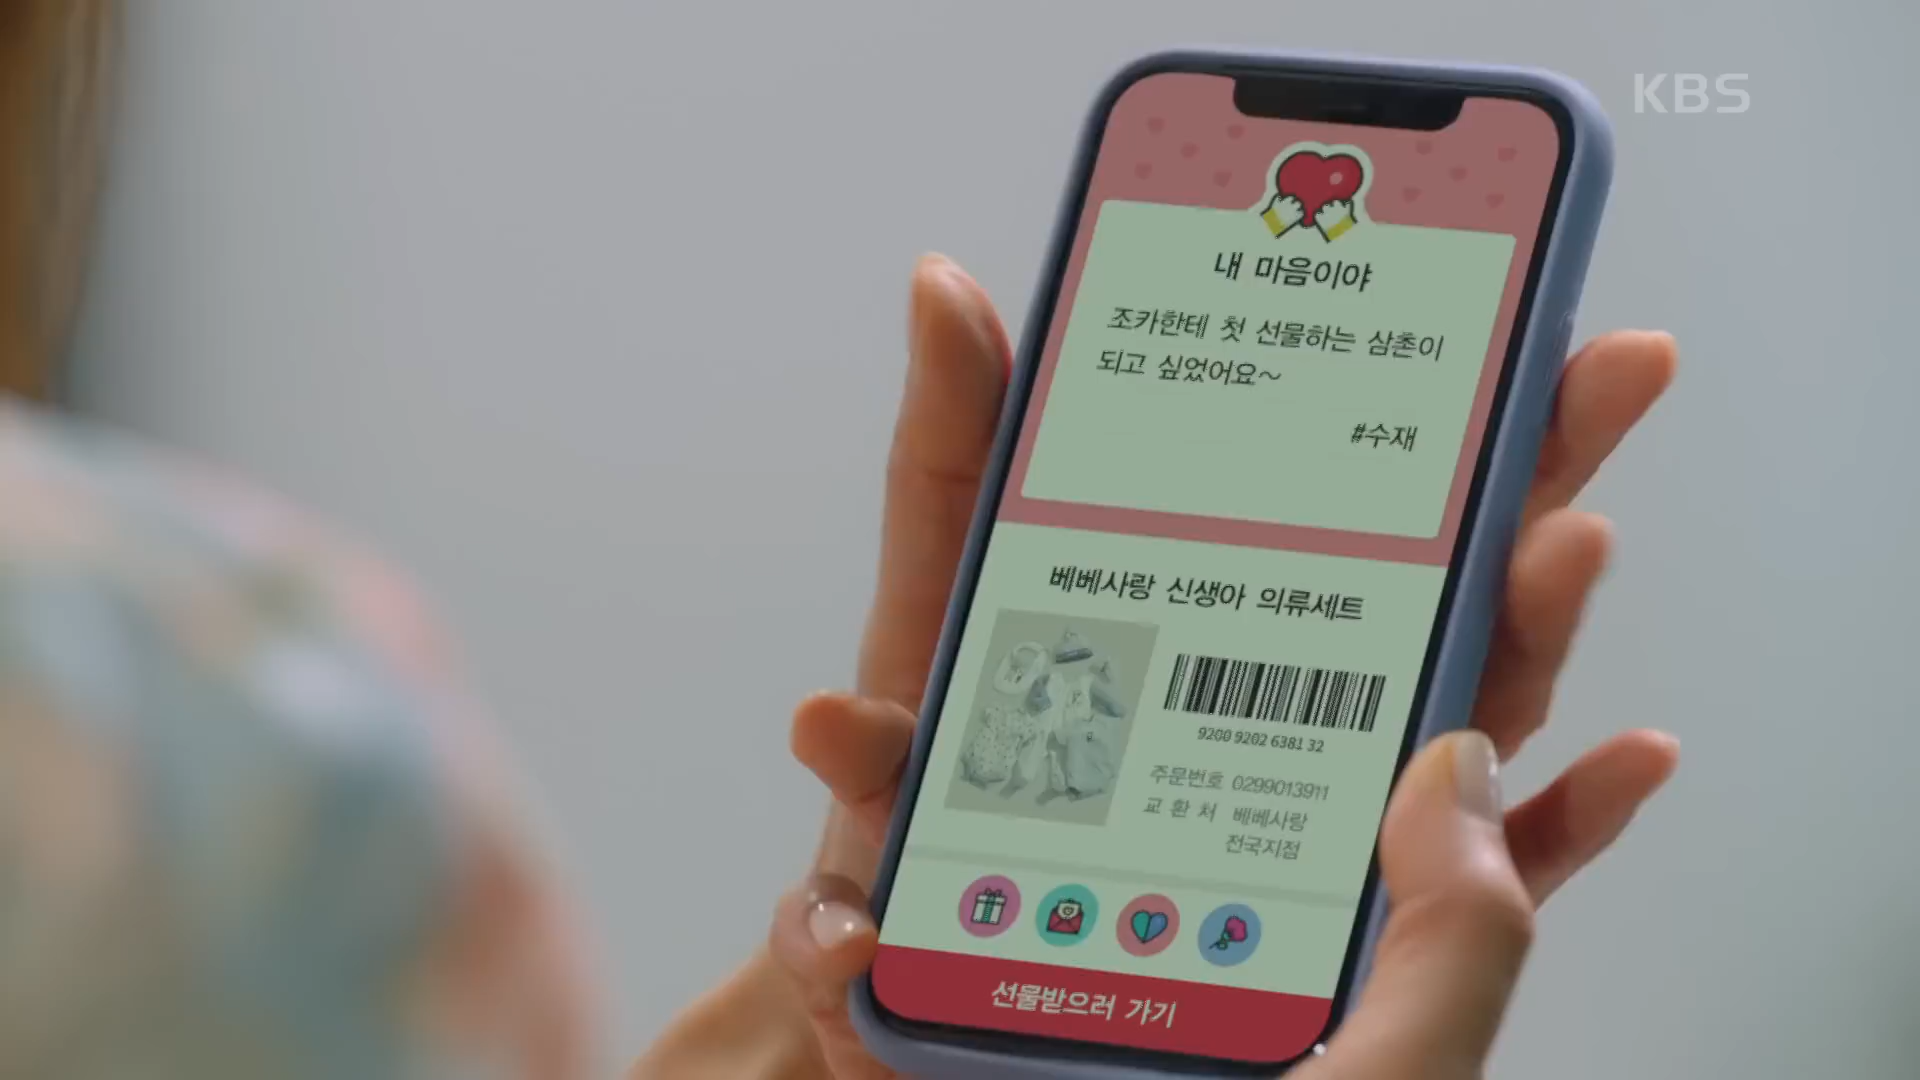 KBS
내 마음이야
조카한테 첫 선물하는 삼촌이
되고 싶었어요~
#수재
베베사랑 신생아 의류세트
9200 9202 6381 32
주문번호 0299013911
교 환 처 베베사랑
전국지점
선물받으러 가기